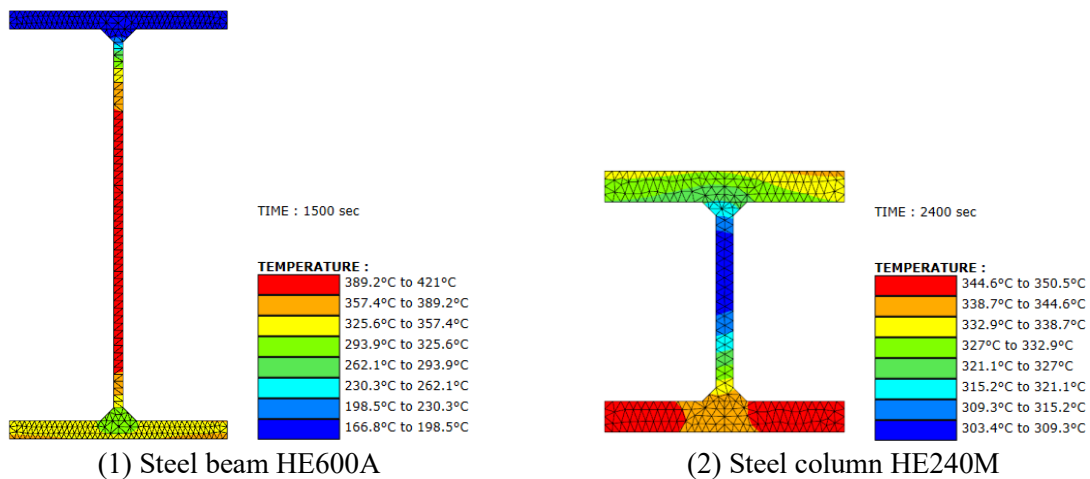 TIME : 1500 sec
TEMPERATURE :
389.2°C to 421°C
357.4°C to 389.2°C
325.6°C to 357.4°C
293.9°C to 325.6°C
262.1°C to 293.9°C
230.3°C to 262.1°C
198.5°C to 230.3°C
166.8°C to 198.5°C
(1) Steel beam HE600A
TIME : 2400 sec
TEMPERATURE :
344.6°C to 350.5°C
338.7°C to 344.6°C
332.9°C to 338.7°C
327°C to 332.9°C
321.1°C to 327°C
315.2°C to 321.1°C
309.3°C to 315.2°C
303.4°C to 309.3°C
(2) Steel column HE240M